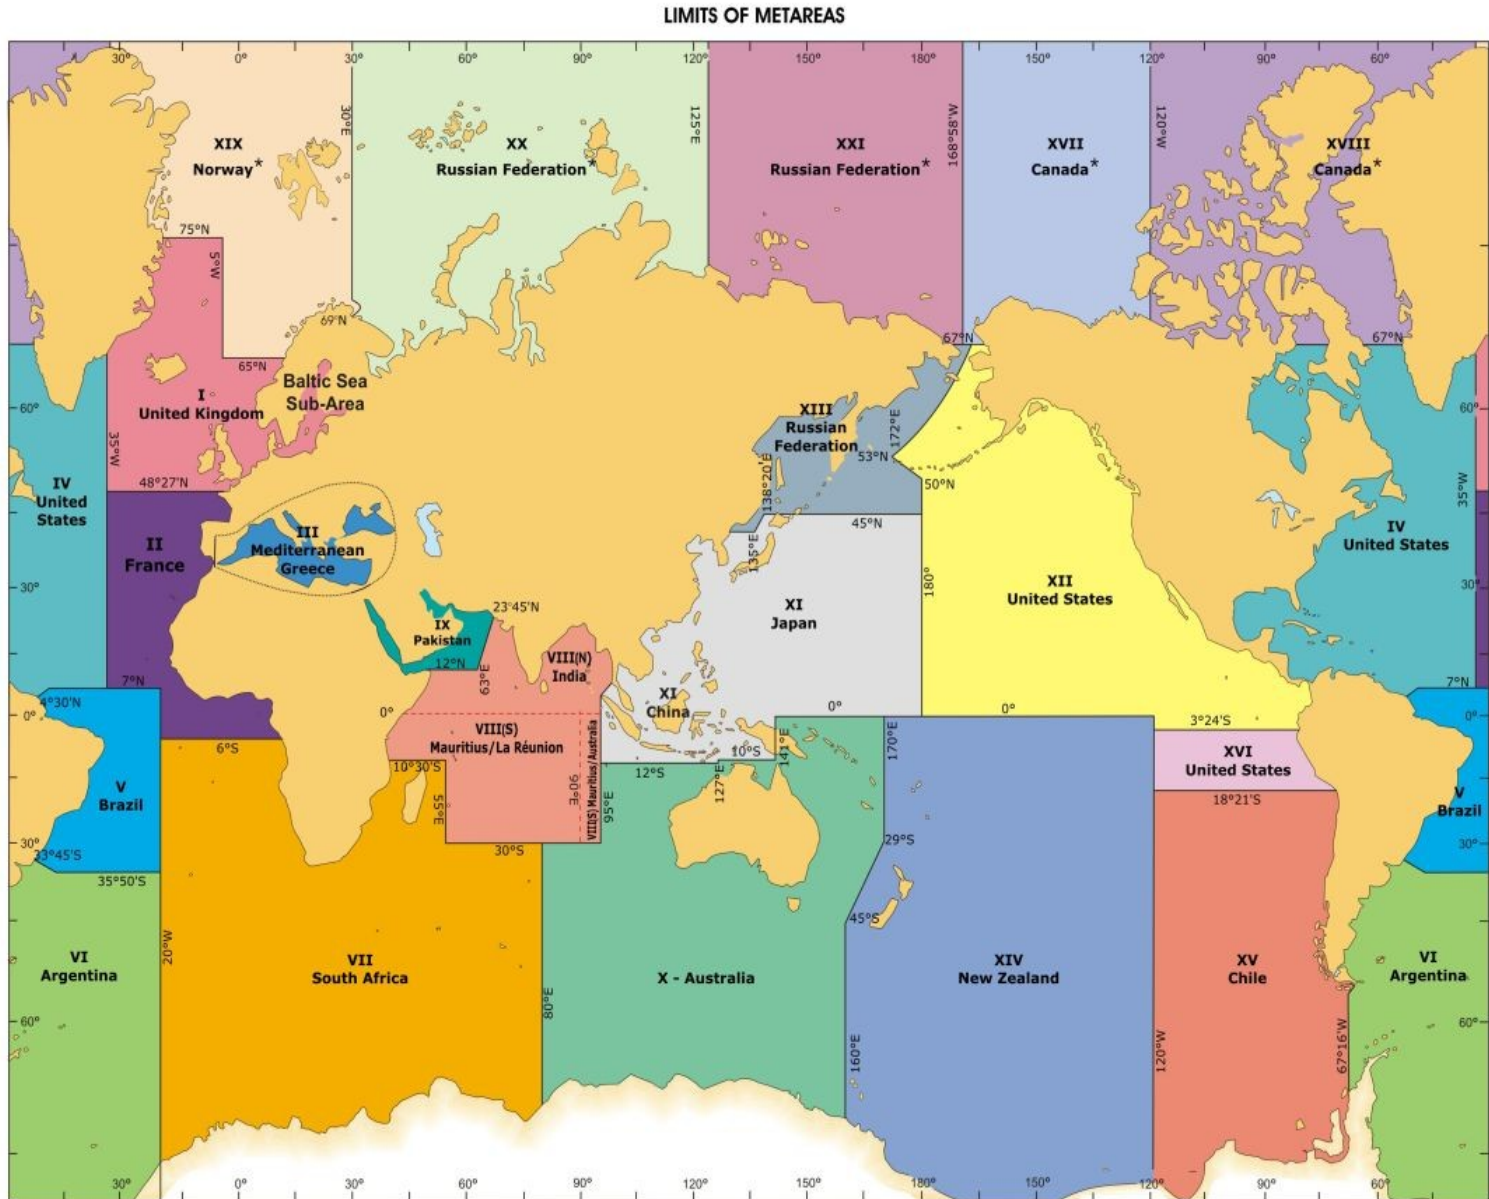 LIMITS OF METAREAS
30°
0°
30°
60°
90°
120°
150°
180°
150°
120°
90°
60°
30°E
125°E
168°58'W
120°W
XIX
Norway*
XX
Russian Federation*
XXI
Russian Federation*
XVII
Canada*
XVIII
Canada*
75°N
5°W
69°N
65°N
67°N
67°N
Baltic Sea
Sub-Area
I
United Kingdom
35°W
48°27'N
60°
60°
XIII
Russian
Federation
172°E
53°N
138°20'E
50°N
45°N
135°E
IV
United
States
35°W
IV
United States
II
France
III
Mediterranean
Greece
30°
30°
180°
XII
United States
XI
Japan
23°45'N
IX
Pakistan
12°N
63°E
VIII(N)
India
XI
China
7°N
7°N
4°30'N
0°
0°
0°
0°
0°
3°24'S
6°S
VIII(S)
Mauritius/La Réunion
VIII(S) Mauritius/Australia
90°E
95°E
10°30'S
55°E
12°S
10°S
127°E
141°E
170°E
XVI
United States
18°21'S
V
Brazil
V
Brazil
30°
30°
33°45'S
35°50'S
30°S
29°S
45°S
20°W
VI
Argentina
VII
South Africa
80°E
X - Australia
160°E
XIV
New Zealand
120°W
XV
Chile
67°16'W
VI
Argentina
60°
60°
30°
0°
30°
60°
90°
120°
150°
180°
150°
120°
90°
60°